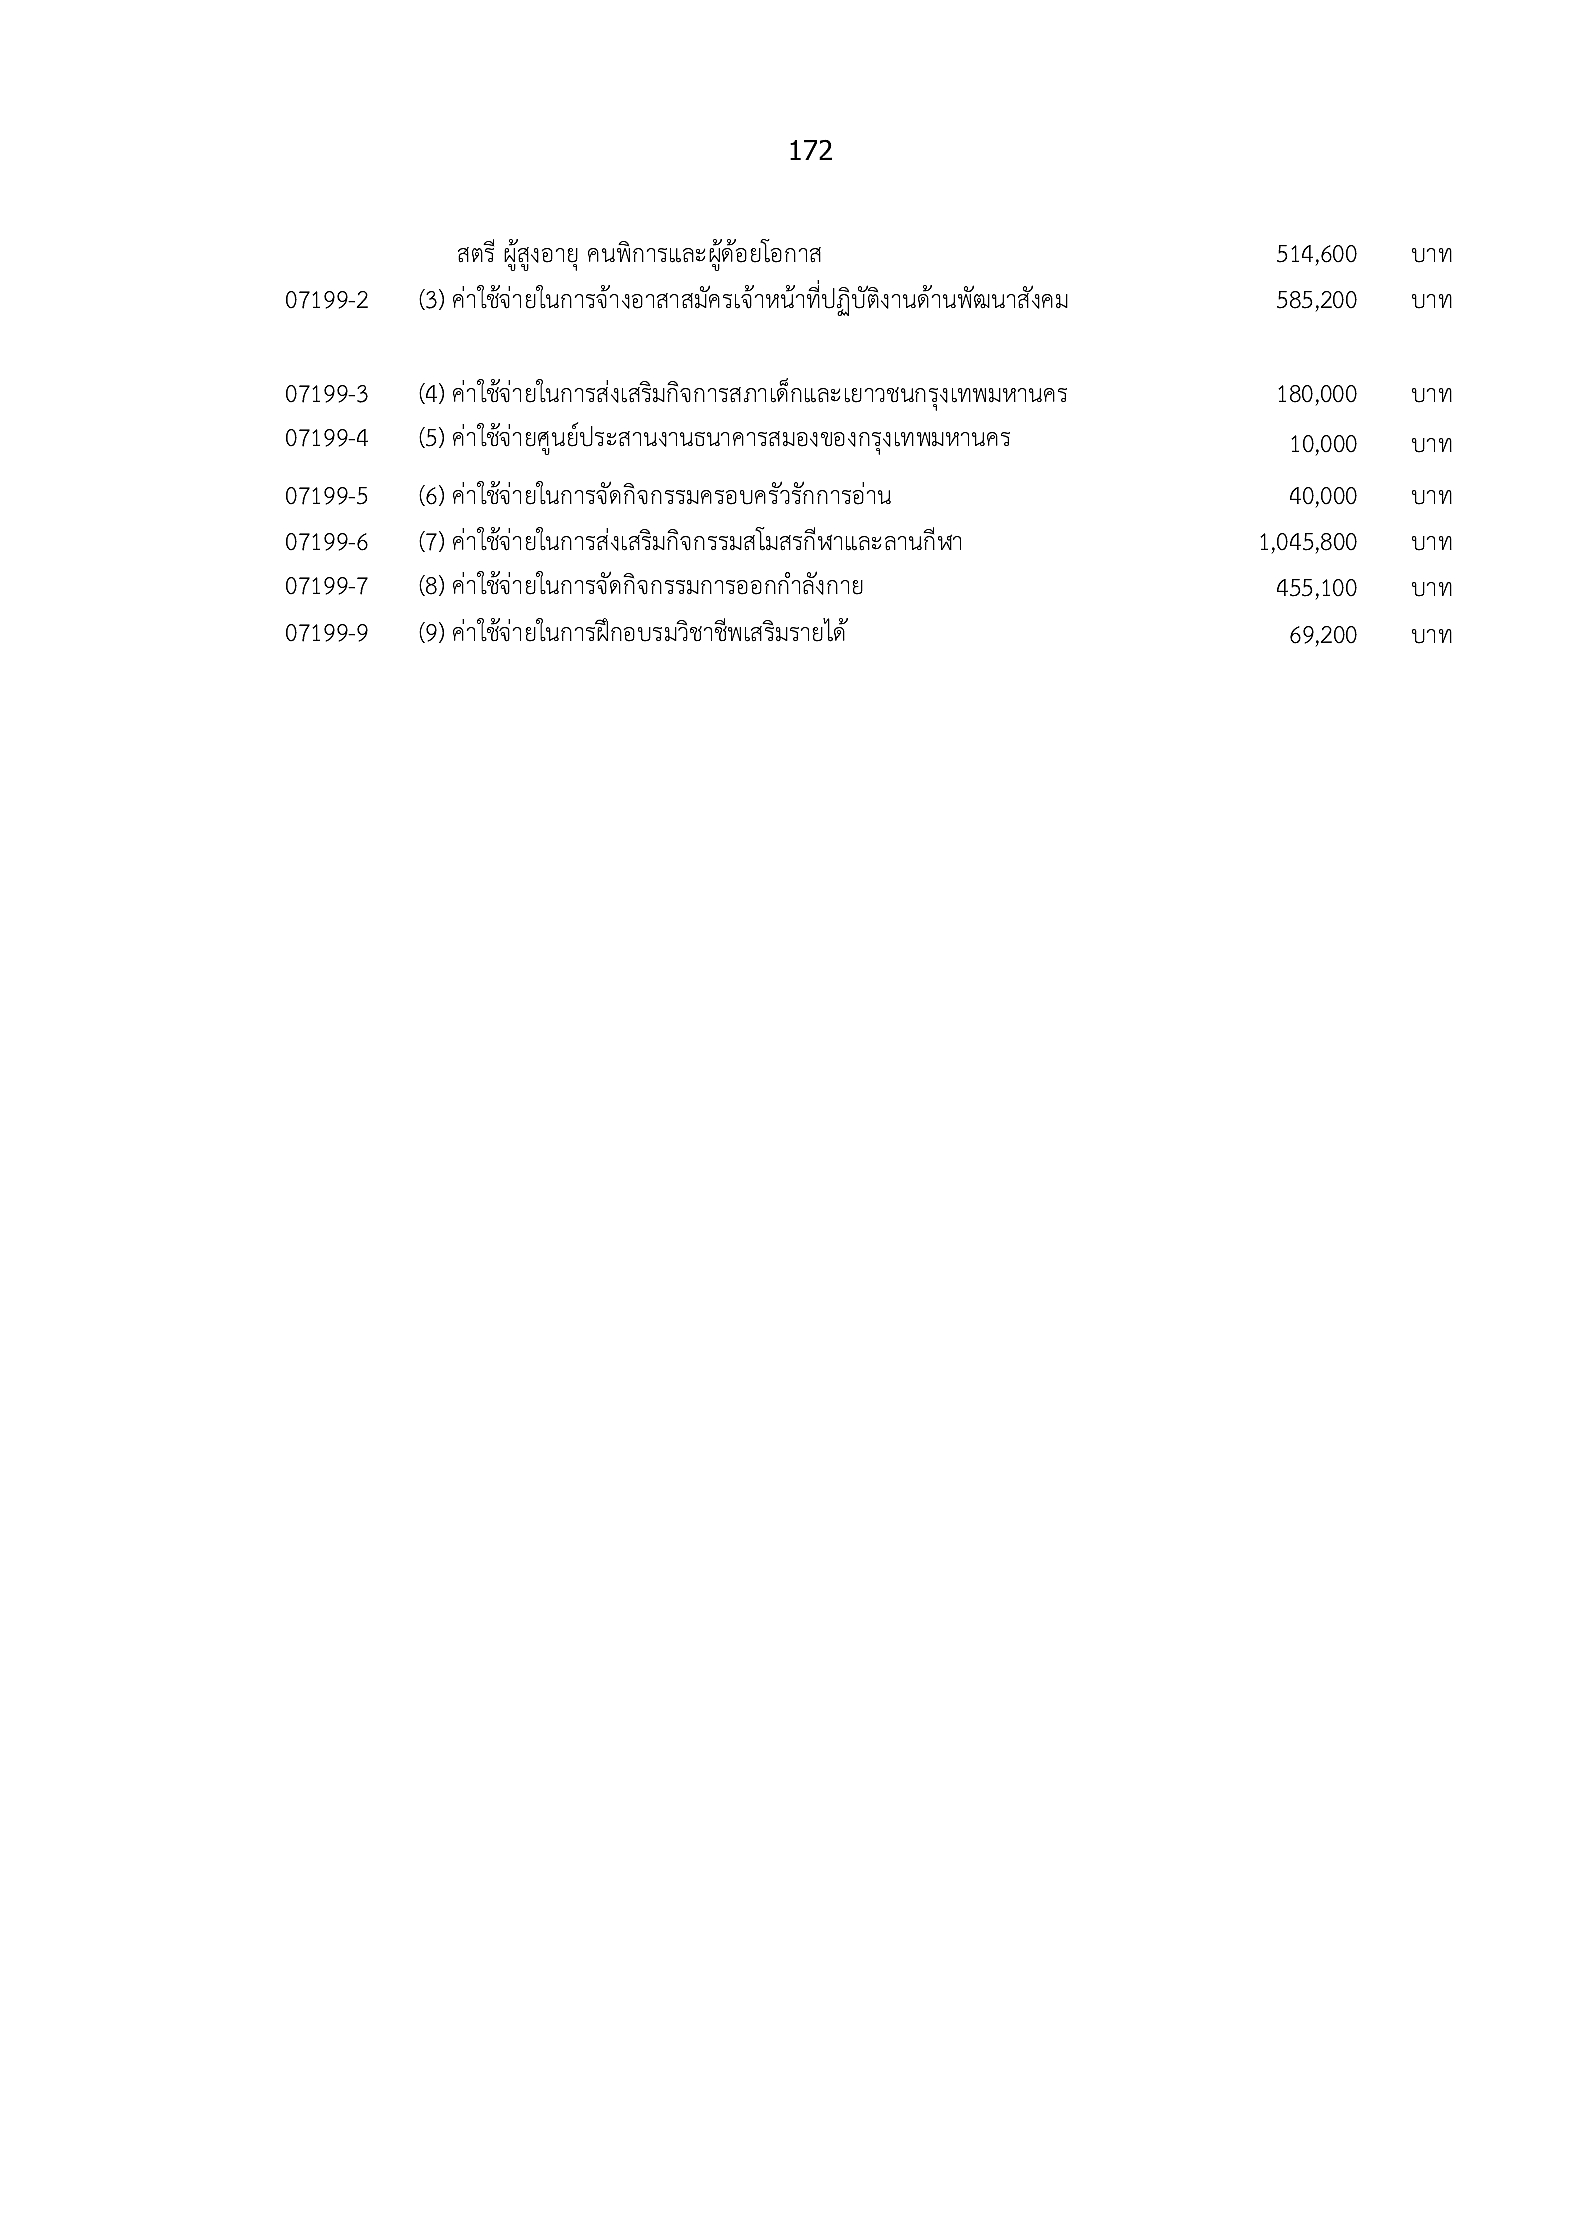 172
สตรี ผู้สูงอายุ คนพิการและผู้ด้อยโอกาส 514,600 บาท
07199-2 (3) ค่าใช้จ่ายในการจ้างอาสาสมัครเจ้าหน้าที่ปฏิบัติงานด้านพัฒนาสังคม 585,200 บาท
07199-3 (4) ค่าใช้จ่ายในการส่งเสริมกิจการสภาเด็กและเยาวชนกรุงเทพมหานคร 180,000 บาท
07199-4 (5) ค่าใช้จ่ายศูนย์ประสานงานธนาคารสมองของกรุงเทพมหานคร 10,000 บาท
07199-5 (6) ค่าใช้จ่ายในการจัดกิจกรรมครอบครัวรักการอ่าน 40,000 บาท
07199-6 (7) ค่าใช้จ่ายในการส่งเสริมกิจกรรมสโมสรกีฬาและลานกีฬา 1,045,800 บาท
07199-7 (8) ค่าใช้จ่ายในการจัดกิจกรรมการออกกำลังกาย 455,100 บาท
07199-9 (9) ค่าใช้จ่ายในการฝึกอบรมวิชาชีพเสริมรายได้ 69,200 บาท